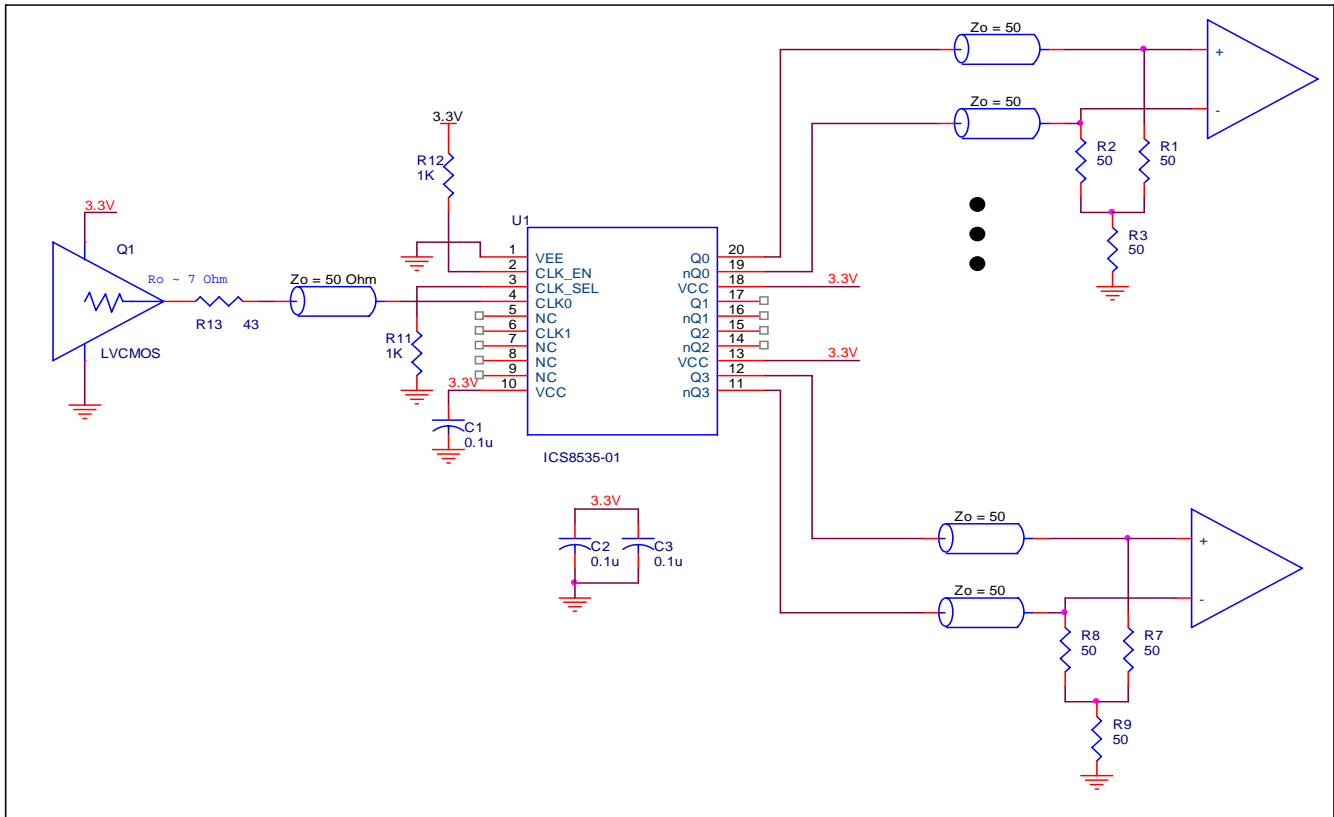 Zo = 50
+
-
Zo = 50
R2
50
R1
50
R3
50
3.3V
R12
1K
3.3V
Q1
Ro ~ 7 Ohm
R13 43
LVCMOS
Zo = 50 Ohm
R11
1K
3.3V
C1
0.1u
U1
1 VEE
2 CLK_EN
3 CLK_SEL
4 CLK0
5 NC
6 CLK1
7 NC
8 NC
9 NC
10 VCC
Q0 20
nQ0 19
VCC 18
Q1 17
nQ1 16
Q2 15
nQ2 14
VCC 13
Q3 12
nQ3 11
3.3V
3.3V
ICS8535-01
3.3V
C2
0.1u
C3
0.1u
Zo = 50
+
-
Zo = 50
R8
50
R7
50
R9
50